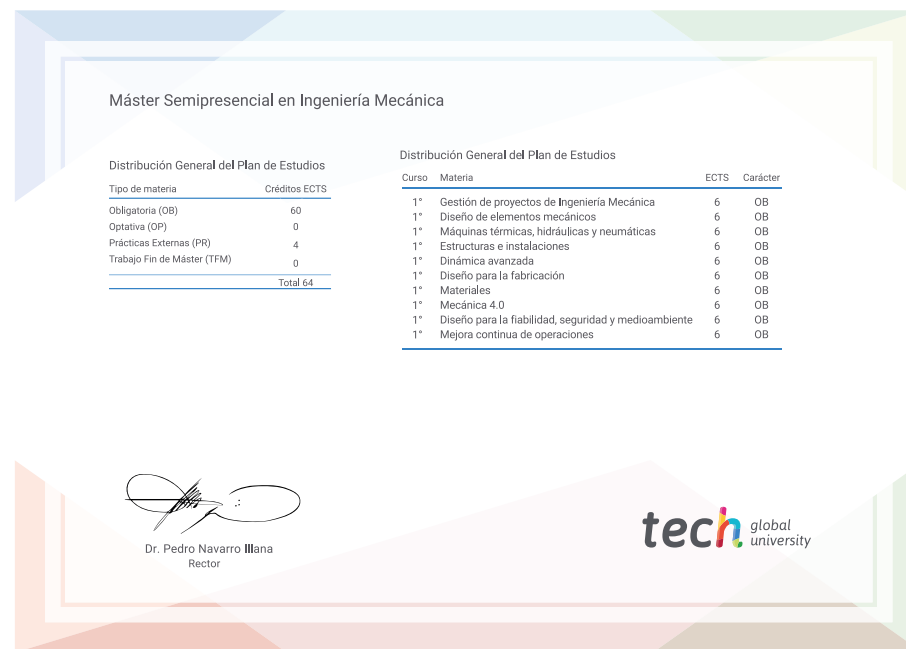 Máster Semipresencial en Ingeniería Mecánica
Distribución General del Plan de Estudios
Tipo de materia Créditos ECTS
Obligatoria (OB) 60
Optativa (OP) 0
Prácticas Externas (PR) 4
Trabajo Fin de Máster (TFM) 0
Total 64
Distribución General del Plan de Estudios
Curso Materia ECTS Carácter
1° Gestión de proyectos de Ingeniería Mecánica 6 OB
1° Diseño de elementos mecánicos 6 OB
1° Máquinas térmicas, hidráulicas y neumáticas 6 OB
1° Estructuras e instalaciones 6 OB
1° Dinámica avanzada 6 OB
1° Diseño para la fabricación 6 OB
1° Materiales 6 OB
1° Mecánica 4.0 6 OB
1° Diseño para la fiabilidad, seguridad y medioambiente 6 OB
1° Mejora continua de operaciones 6 OB
Dr. Pedro Navarro Illana
Rector
tech global
university